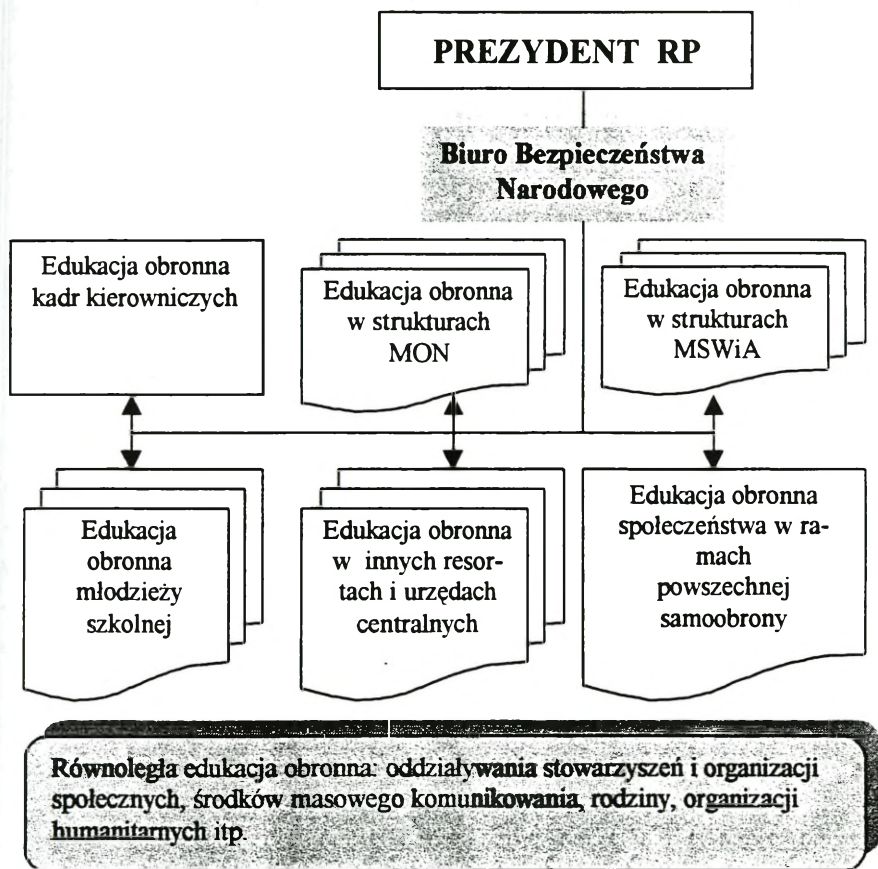 PREZYDENT RP
Biuro Bezpieczeństwa
Narodowego
Edukacja obronna
kadr kierowniczych
Edukacja obronna
w strukturach
MON
Edukacja obronna
w strukturach
MSWiA
Edukacja
obronna
młodzieży
szkolnej
Edukacja obronna
w innych resor-
tach i urzędach
centralnych
Edukacja obronna
społeczeństwa w ra-
mach
powszechnej
samoobrony
Równoległa edukacja obronna: oddziaływania stowarzyszeń i organizacji
społecznych, środków masowego komunikowania, rodziny, organizacji
humanitarnych itp.